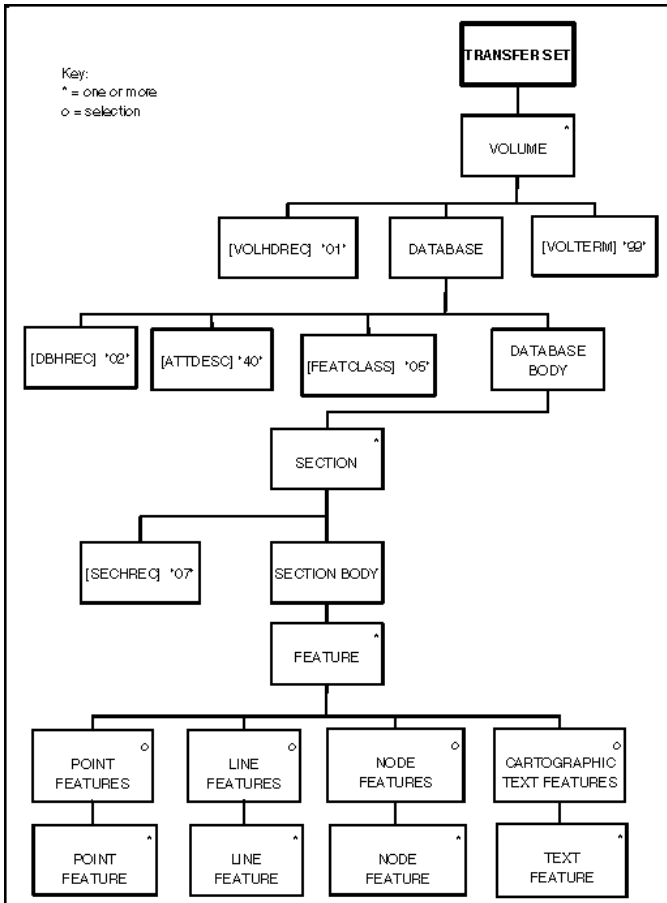 TRANSFER SET
Key:
* = one or more
o = selection
*
VOLUME
[VOLHDREC] '01'
DATABASE
[VOLTERM] '99'
[DBHREC] '02'
[ATTDESC] '40'
[FEATCLASS] '05'
DATABASE
BODY
*
SECTION
[SECHREC] '07'
SECTION BODY
*
FEATURE
o
POINT
FEATURES
o
LINE
FEATURES
o
NODE
FEATURES
o
CARTOGRAPHIC
TEXT FEATURES
*
POINT
FEATURE
*
LINE
FEATURE
*
NODE
FEATURE
*
TEXT
FEATURE